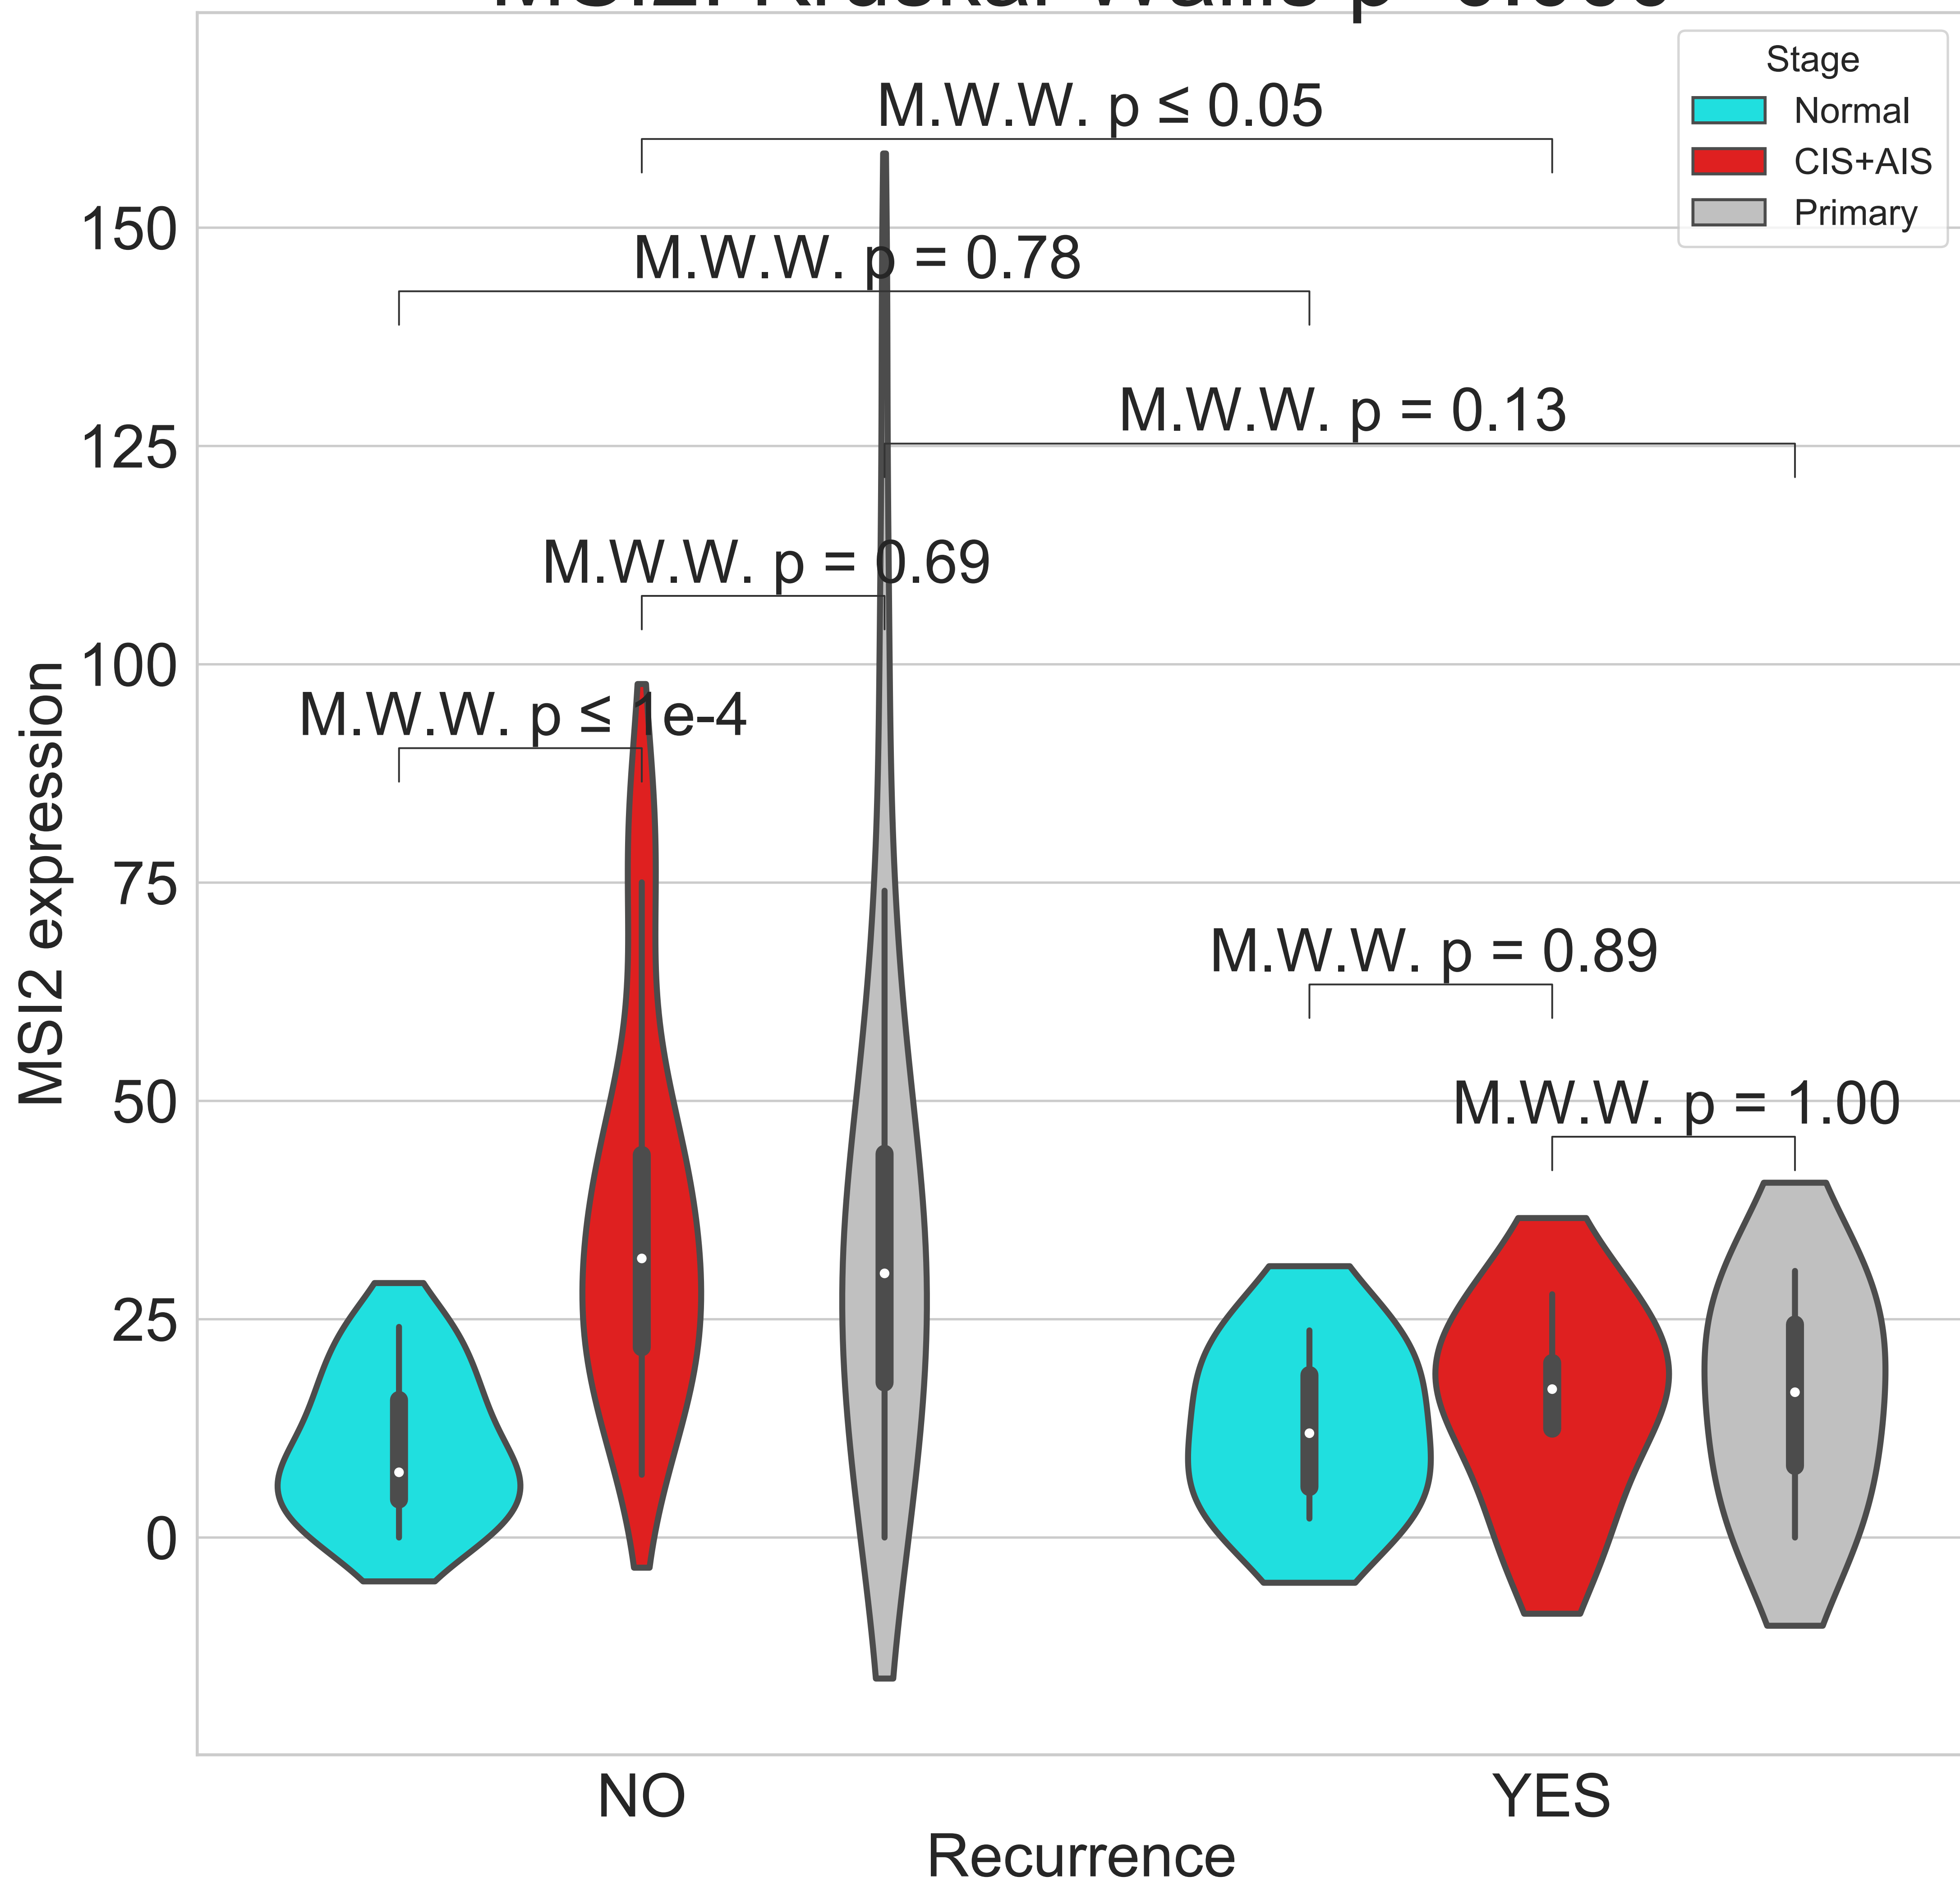 Stage
Normal
CIS+AIS
Primary
M.W.W. p ≤ 0.05
M.W.W. p = 0.78
M.W.W. p = 0.13
M.W.W. p = 0.69
M.W.W. p ≤ 1e-4
M.W.W. p = 0.89
M.W.W. p = 1.00
150
125
100
75
50
25
0
MSI2 expression
NO
YES
Recurrence